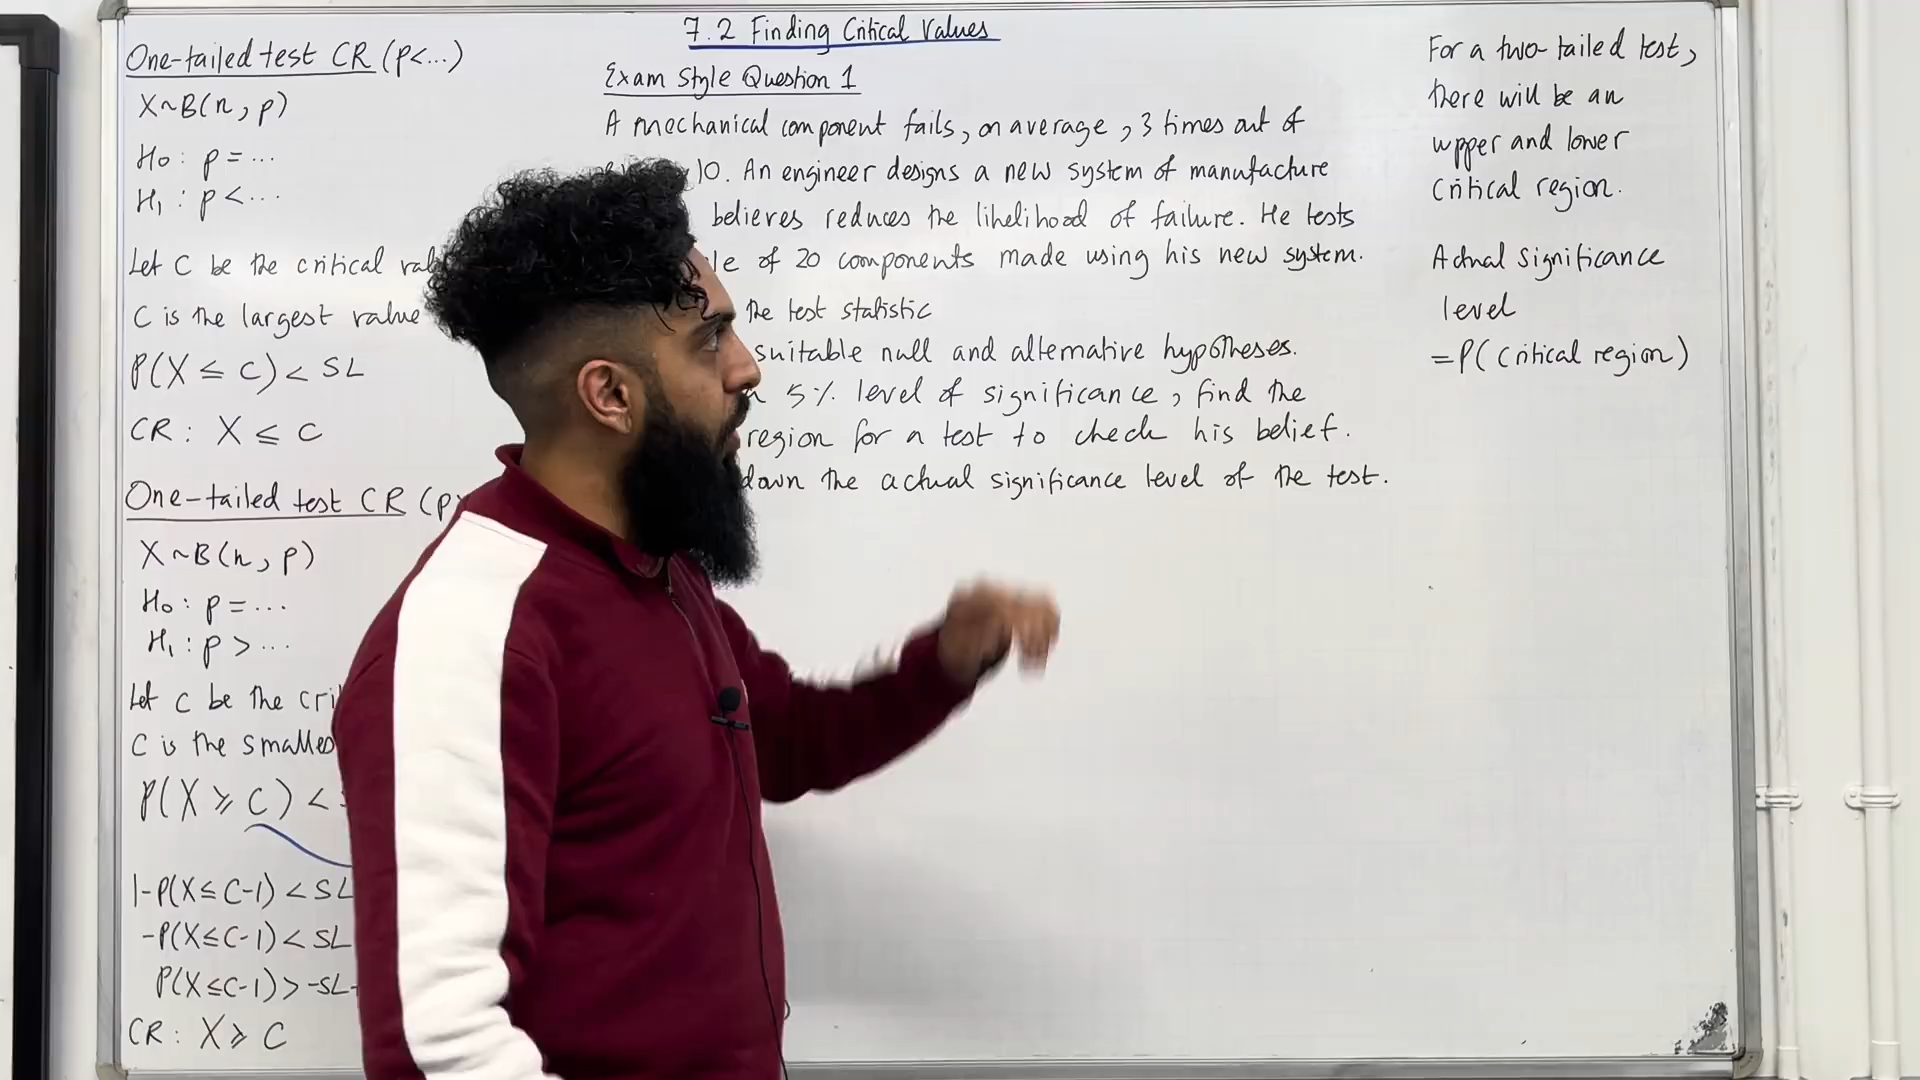 7.2 Finding Critical Values
One-tailed test CR (p<...)
X~B(n, p)
H₀: p = ...
H₁: p < ...
Let C be the critical
C is the largest value
P(X ≤ C) < SL
CR: X ≤ C
One-tailed test CR (p
X~B(n, p)
H₀: p = ...
H₁: p > ...
Let C be the
C is the
P(X ⩾ C) <
1-P(X≤C-1) < SL
-P(X≤C-1) < SL
P(X≤C-1) > -SL
CR: X ⩾ C
Exam Style Question 1
A mechanical component fails, on average, 3 times out of
10. An engineer designs a new system of manufacture
believes reduces the likelihood of failure. He tests
of 20 components made using his new system.
the test statistic
suitable null and alternative hypotheses.
5% level of significance, find the
region for a test to check his belief.
down the actual significance level of the test.
For a two-tailed test,
there will be an
upper and lower
critical region.
Actual significance
level
=P(critical region)